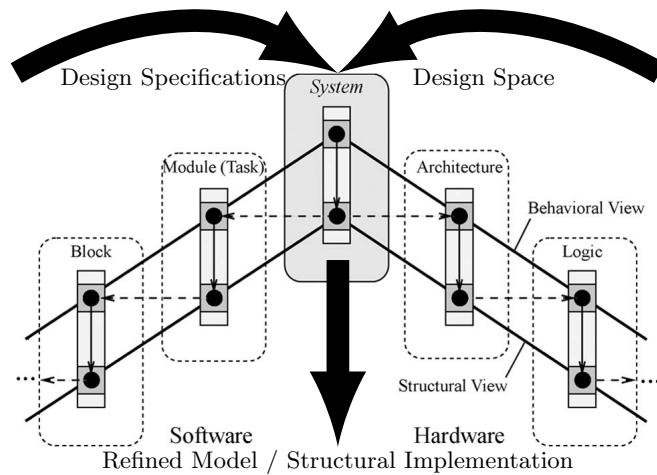 Design Specifications
Design Space
System
Module (Task)
Architecture
Behavioral View
Block
Logic
...
...
Structural View
Software
Hardware
Refined Model / Structural Implementation